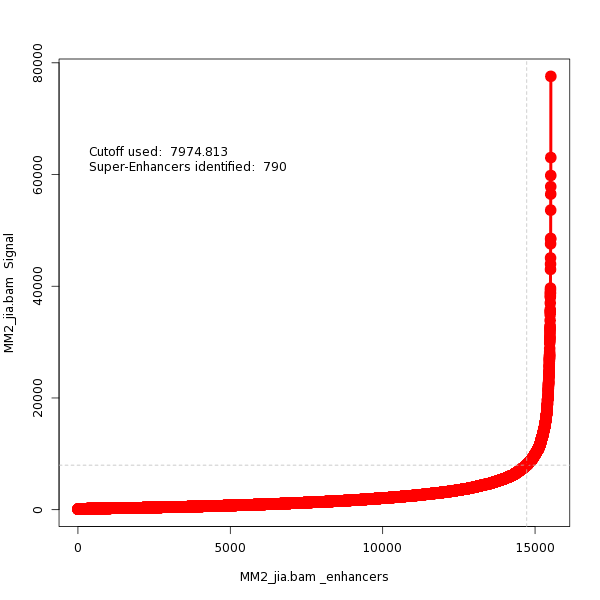 80000
60000
40000
20000
0
MM2_jia.bam Signal
Cutoff used: 7974.813
Super-Enhancers identified: 790
0 5000 10000 15000
MM2_jia.bam _enhancers